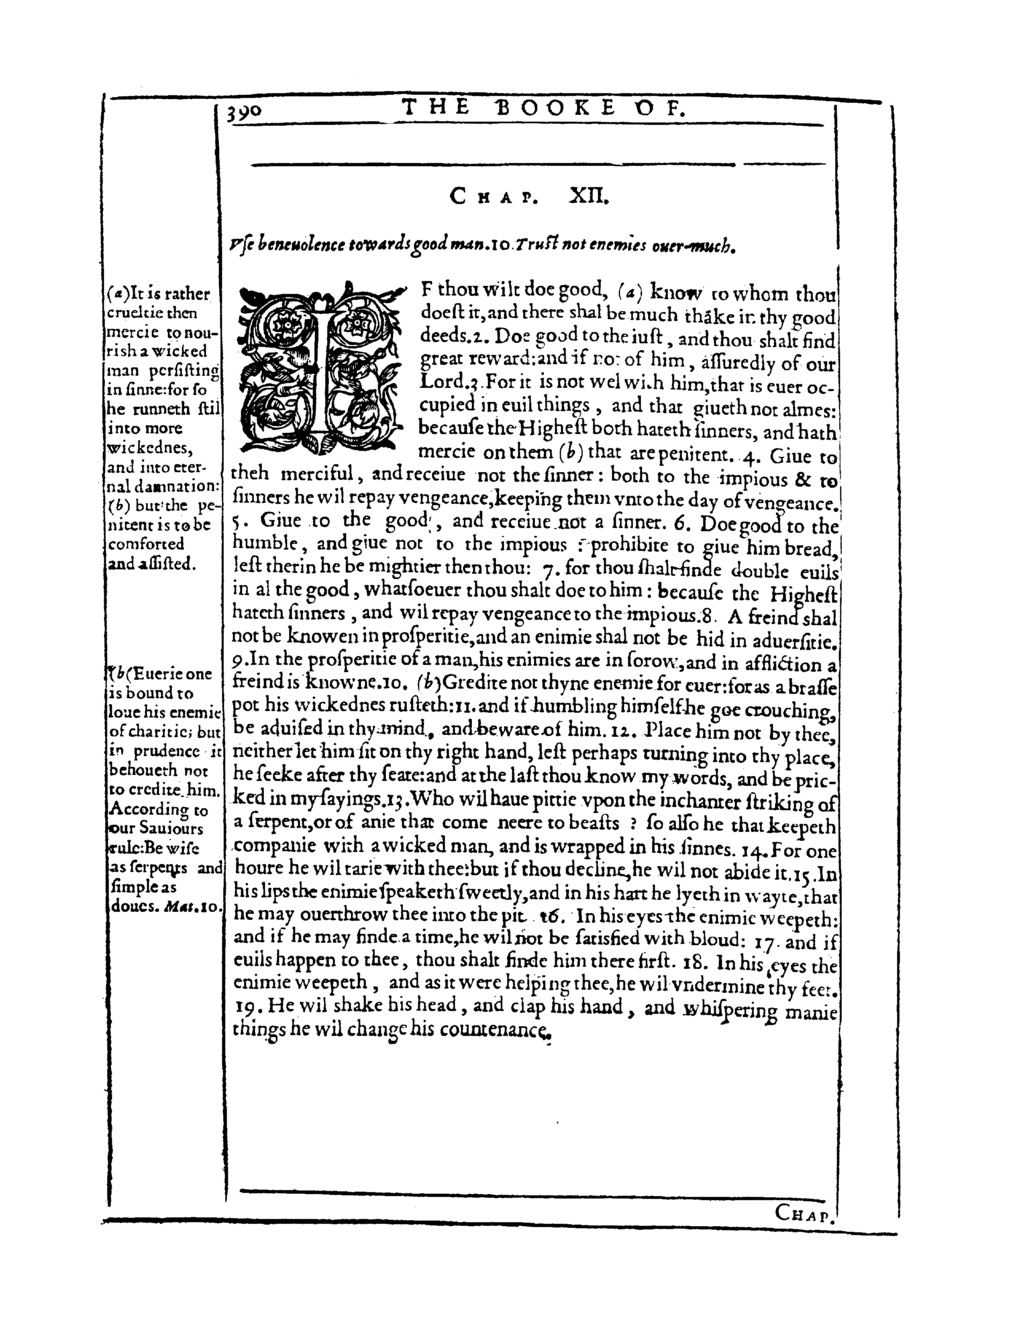 390 THE BOOKE OF.
CHAP. XII.
Vſe beneuolence towards good man. 10. Truſt not enemies ouer-much.
(a) It is rather
crueltie then
mercie to nou-
rish a wicked
man perſiſting
in ſinne: for ſo
he runneth ſtil
into more
wickednes,
and into eter-
nal damnation:
(b) but the pe-
nitent is to be
comforted
and aſſiſted.
(b) Euerie one
is bound to
loue his enemie
of charitie; but
in prudence it
behoueth not
to credite him.
According to
our Sauiours
rule: Be wiſe
as ſerpents and
ſimple as
doues. Mat. 10.
IF thou wilt doe good, (a) know to whom thou
doeſt it, and there shal be much thāke in thy good
deeds. 2. Doe good to the iuſt, and thou shalt find
great reward: and if not of him, aſſuredly of our
Lord. 3. For it is not wel with him, that is euer oc-
cupied in euil things, and that giueth not almes:
becauſe the Higheſt both hateth ſinners, and hath
mercie on them (b) that are penitent. 4. Giue to
theh merciful, and receiue not the ſinner: both to the impious & to
ſinners he wil repay vengeance, keeping them vnto the day of vengeance.
5. Giue to the good, and receiue not a ſinner. 6. Doe good to the
humble, and giue not to the impious: prohibite to giue him bread,
leſt therin he be mightier then thou: 7. for thou ſhalt finde double euils
in al the good, whatſoeuer thou shalt doe to him: becauſe the Higheſt
hateth ſinners, and wil repay vengeance to the impious. 8. A freind shal
not be knowen in proſperitie, and an enimie shal not be hid in aduerſitie.
9. In the proſperitie of a man, his enimies are in ſorow, and in affliction a
freind is knowne. 10. (b) Credite not thyne enemie for euer: for as a braſſe
pot his wickednes ruſteth: 11. and if humbling himſelf he goe crouching,
be aduiſed in thy mind, and beware of him. 12. Place him not by thee,
neither let him ſit on thy right hand, leſt perhaps turning into thy place,
he ſeeke after thy ſeate: and at the laſt thou know my words, and be pric-
ked in my ſayings. 13. Who wil haue pittie vpon the inchanter ſtriking of
a ſerpent, or of anie that come neere to beaſts? ſo alſo he that keepeth
companie with a wicked man, and is wrapped in his ſinnes. 14. For one
houre he wil tarie with thee: but if thou decline, he wil not abide it. 15. In
his lips the enimie ſpeaketh ſweetly, and in his hart he lyeth in wayte, that
he may ouerthrow thee into the pit. 16. In his eyes the enimie weepeth:
and if he may finde a time, he wil not be ſatisfied with bloud: 17. and if
euils happen to thee, thou shalt finde him there firſt. 18. In his eyes the
enimie weepeth, and as it were helping thee, he wil vndermine thy feet.
19. He wil shake his head, and clap his hand, and whiſpering manie
things he wil change his countenance.
CHAP.